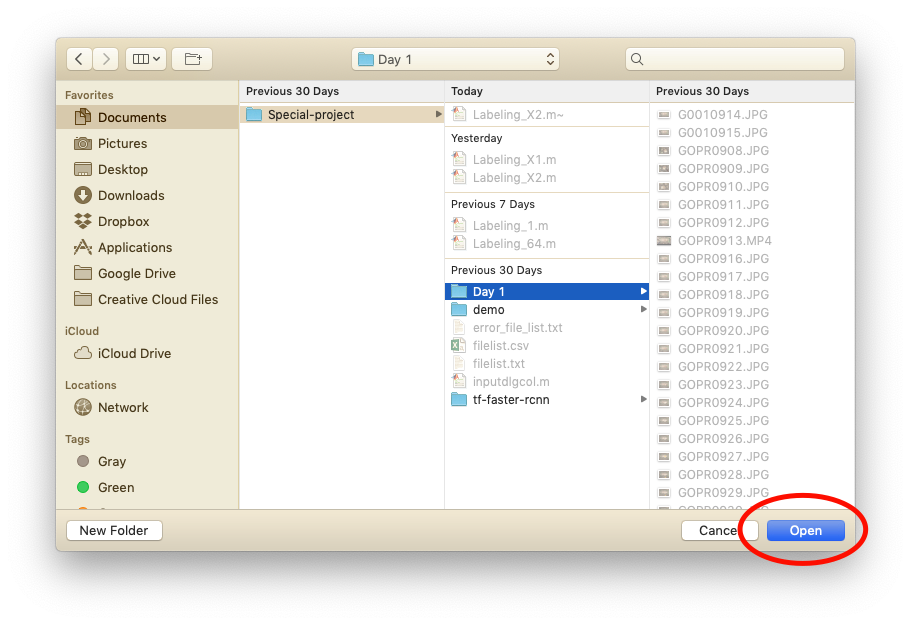 Day 1
Favorites
Documents
Pictures
Desktop
Downloads
Dropbox
Applications
Google Drive
Creative Cloud Files
iCloud
iCloud Drive
Locations
Network
Tags
Gray
Green
Previous 30 Days
Special-project
Today
Labeling_X2.m~
Yesterday
Labeling_X1.m
Labeling_X2.m
Previous 7 Days
Labeling_1.m
Labeling_64.m
Previous 30 Days
Day 1
demo
error_file_list.txt
filelist.csv
filelist.txt
inputdlgcol.m
tf-faster-rcnn
Previous 30 Days
G0010914.JPG
G0010915.JPG
GOPR0908.JPG
GOPR0909.JPG
GOPR0910.JPG
GOPR0911.JPG
GOPR0912.JPG
GOPR0913.MP4
GOPR0916.JPG
GOPR0917.JPG
GOPR0918.JPG
GOPR0919.JPG
GOPR0920.JPG
GOPR0921.JPG
GOPR0922.JPG
GOPR0923.JPG
GOPR0924.JPG
GOPR0925.JPG
GOPR0926.JPG
GOPR0927.JPG
GOPR0928.JPG
GOPR0929.JPG
New Folder
Cancel
Open